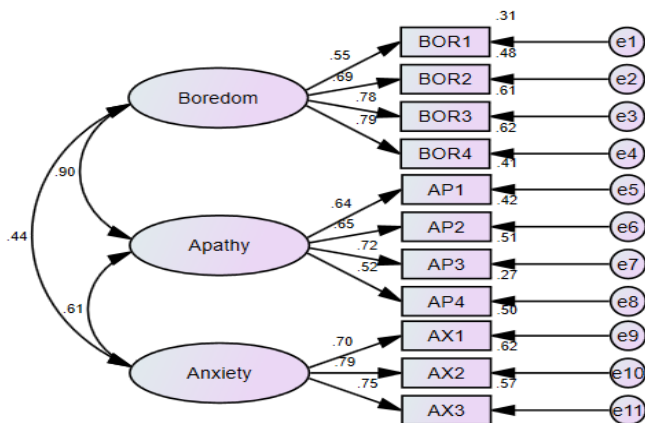 .31
.55 BOR1 e1
.48
.69 BOR2 e2
Boredom .61
.78 BOR3 e3
.79 .62
BOR4 e4
.41
.90 .64 AP1 e5
.42
.65 AP2 e6
.44 Apathy .51
.72 AP3 e7
.52 .27
AP4 e8
.50
.61 .70 AX1 e9
.62
.79 AX2 e10
Anxiety .57
.75 AX3 e11